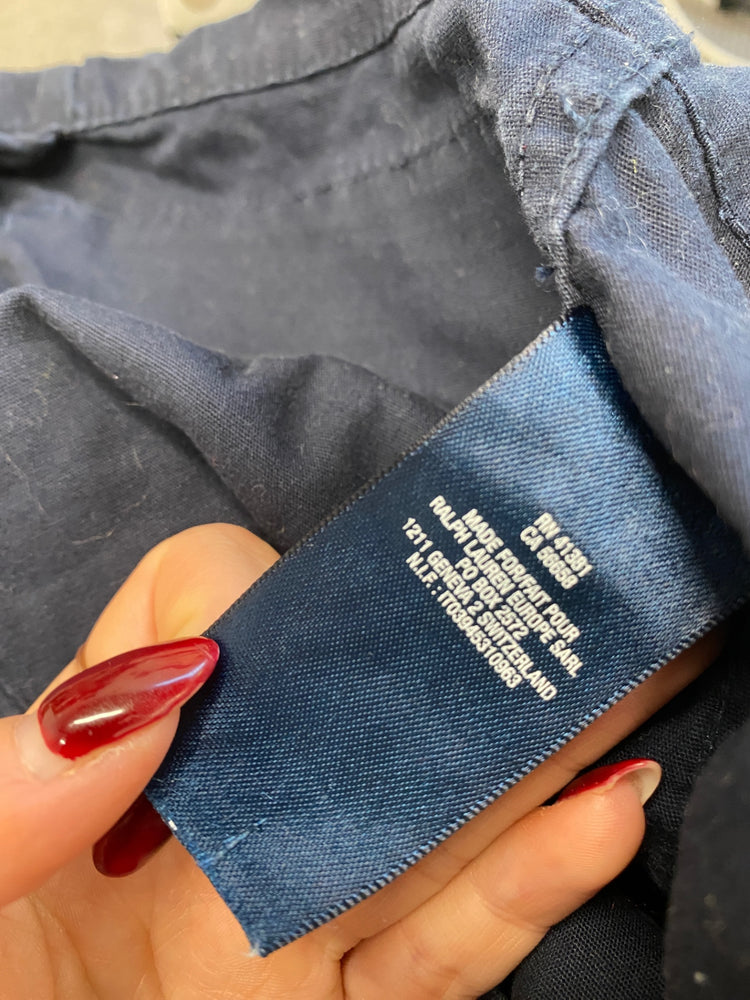 RN 41381
CA 56658
MADE FOR/FAIT POUR
RALPH LAUREN EUROPE SARL
PO BOX 2572
1211 GENEVA 2 SWITZERLAND
N.I.F : IT03945310963